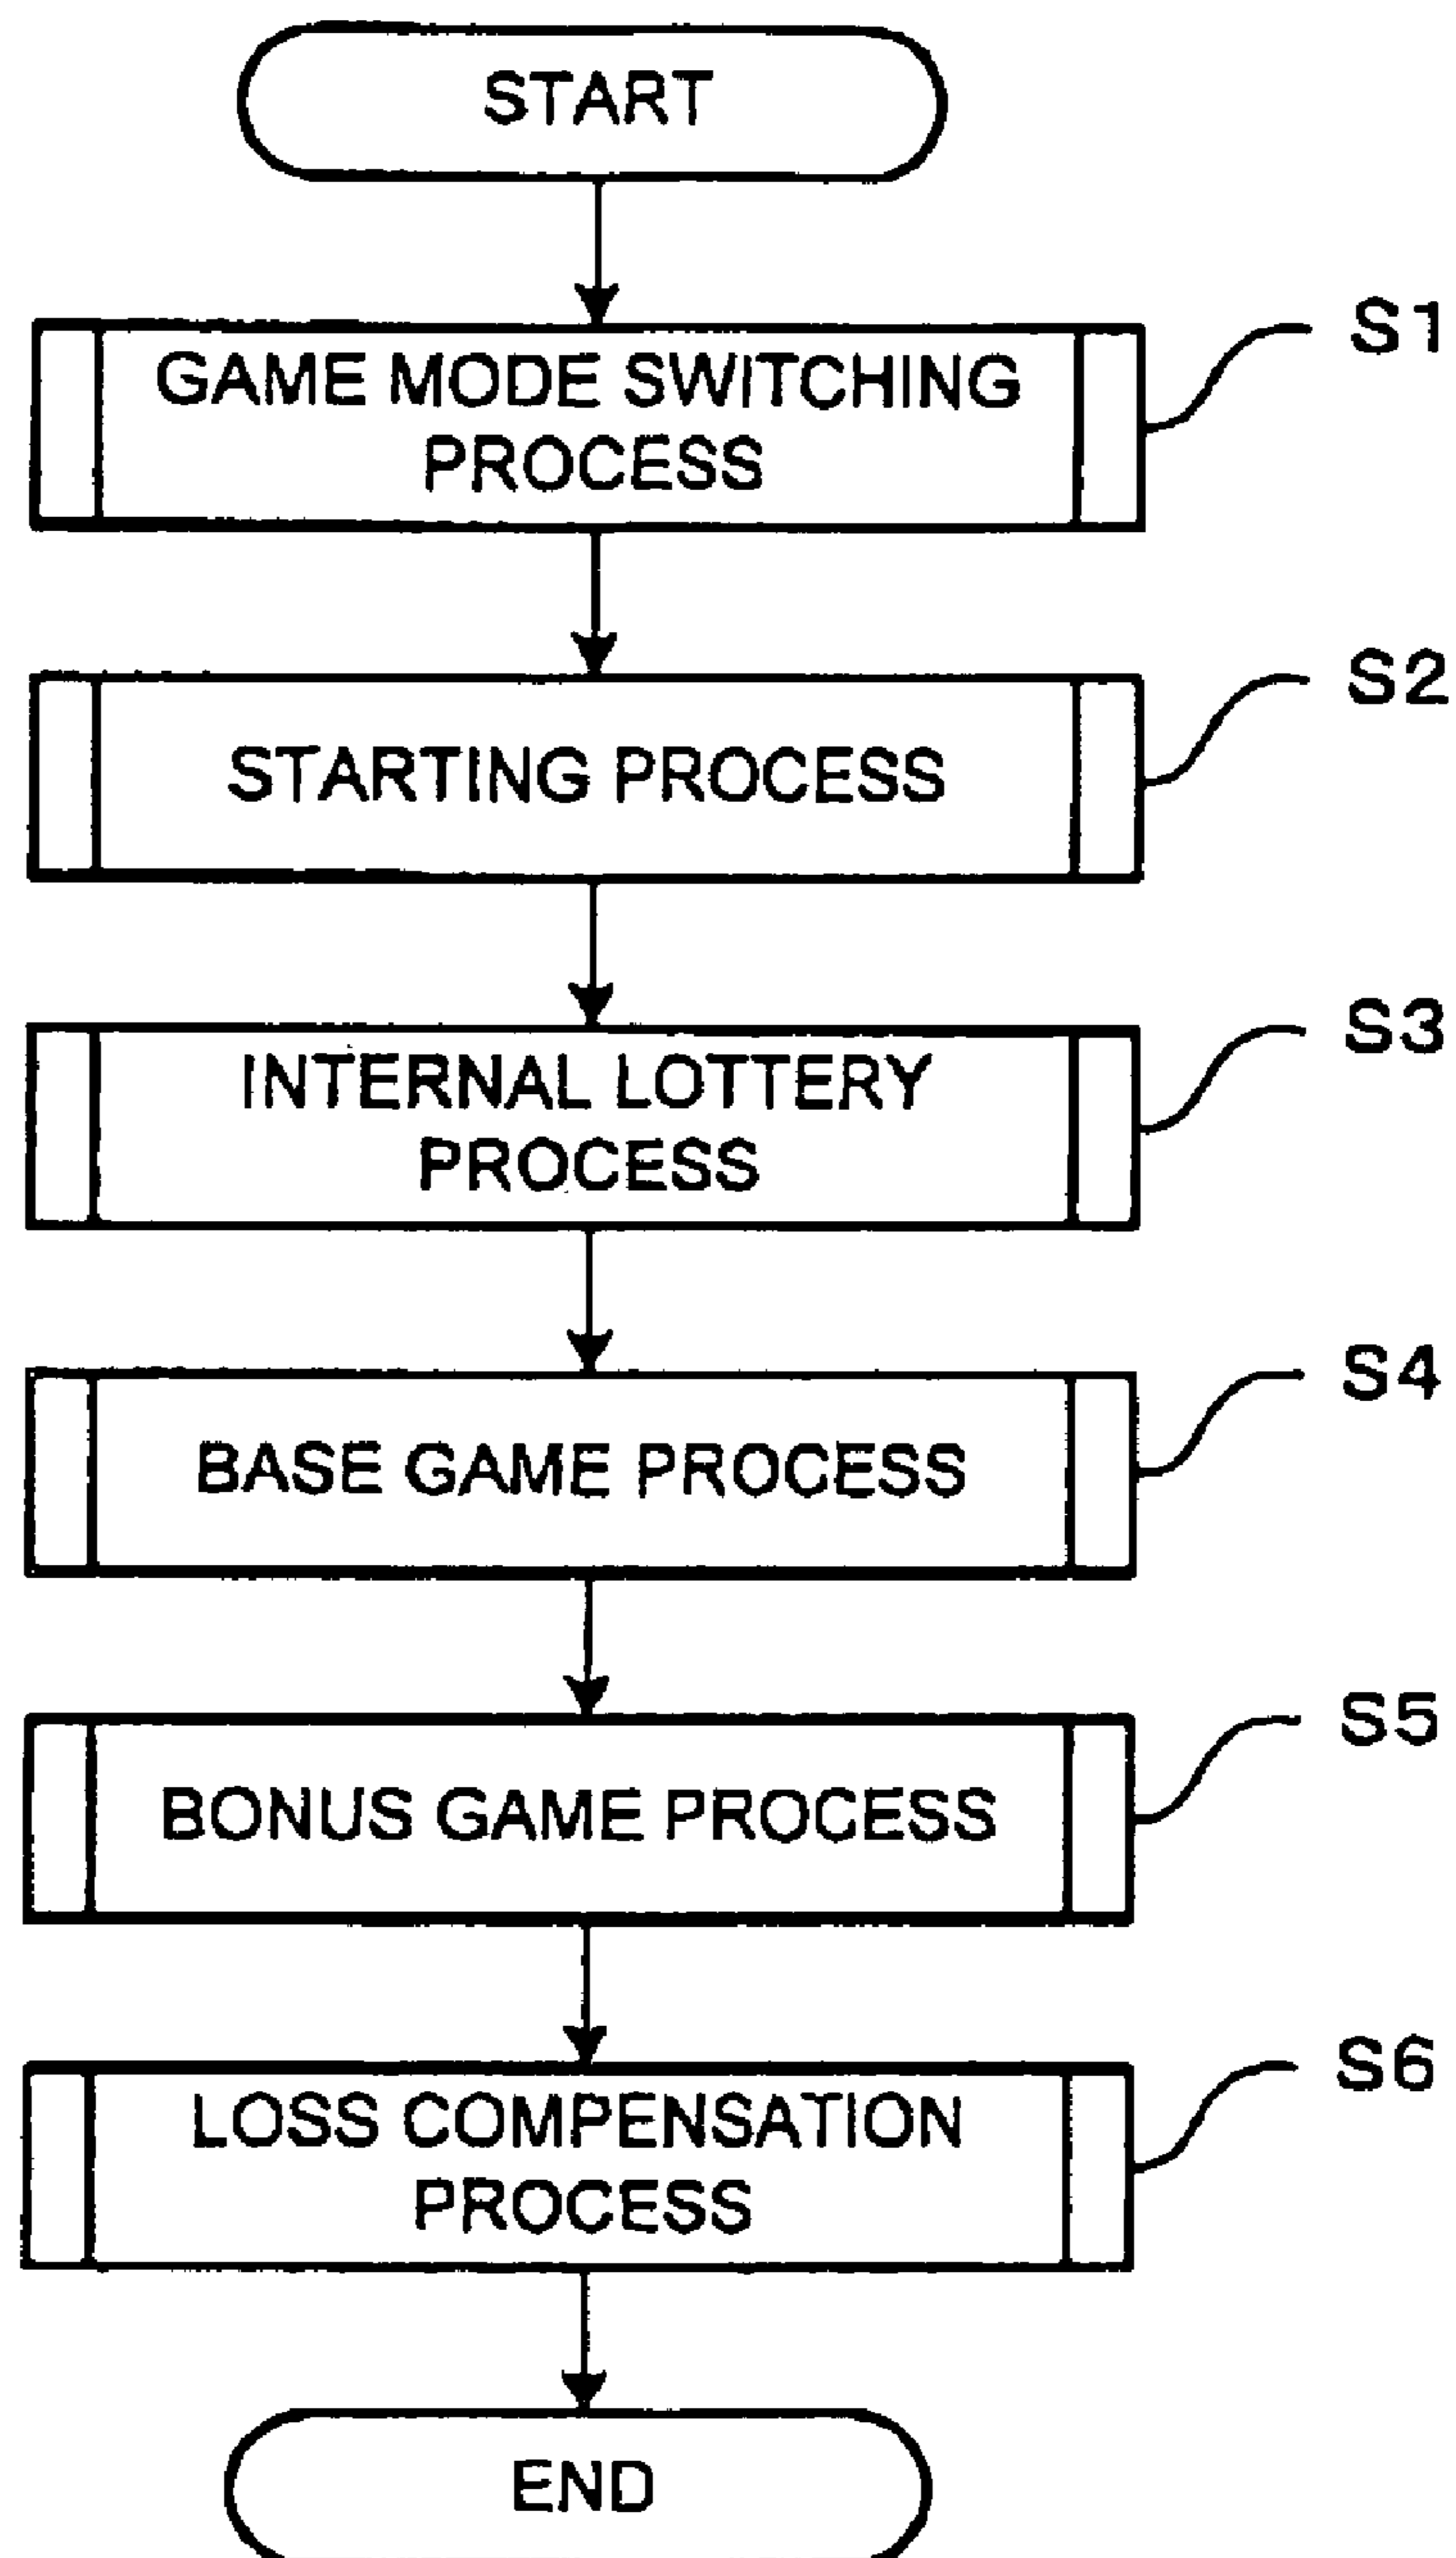 START
S1
GAME MODE SWITCHING
PROCESS
S2
STARTING PROCESS
S3
INTERNAL LOTTERY
PROCESS
S4
BASE GAME PROCESS
S5
BONUS GAME PROCESS
S6
LOSS COMPENSATION
PROCESS
END